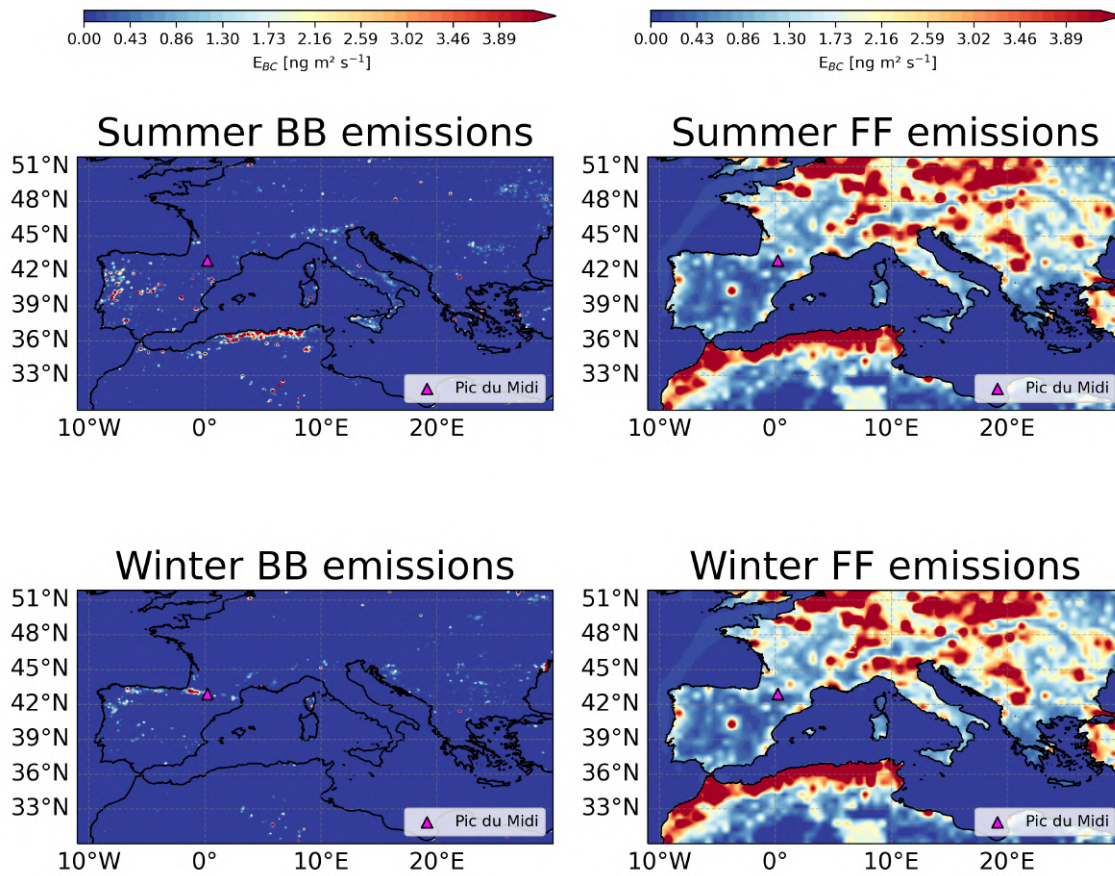 0.00 0.43 0.86 1.30 1.73 2.16 2.59 3.02 3.46 3.89
E_BC [ng m² s⁻¹]
0.00 0.43 0.86 1.30 1.73 2.16 2.59 3.02 3.46 3.89
E_BC [ng m² s⁻¹]
Summer BB emissions
51°N
48°N
45°N
42°N
39°N
36°N
33°N
Pic du Midi
10°W 0° 10°E 20°E
Summer FF emissions
51°N
48°N
45°N
42°N
39°N
36°N
33°N
Pic du Midi
10°W 0° 10°E 20°E
Winter BB emissions
51°N
48°N
45°N
42°N
39°N
36°N
33°N
Pic du Midi
10°W 0° 10°E 20°E
Winter FF emissions
51°N
48°N
45°N
42°N
39°N
36°N
33°N
Pic du Midi
10°W 0° 10°E 20°E